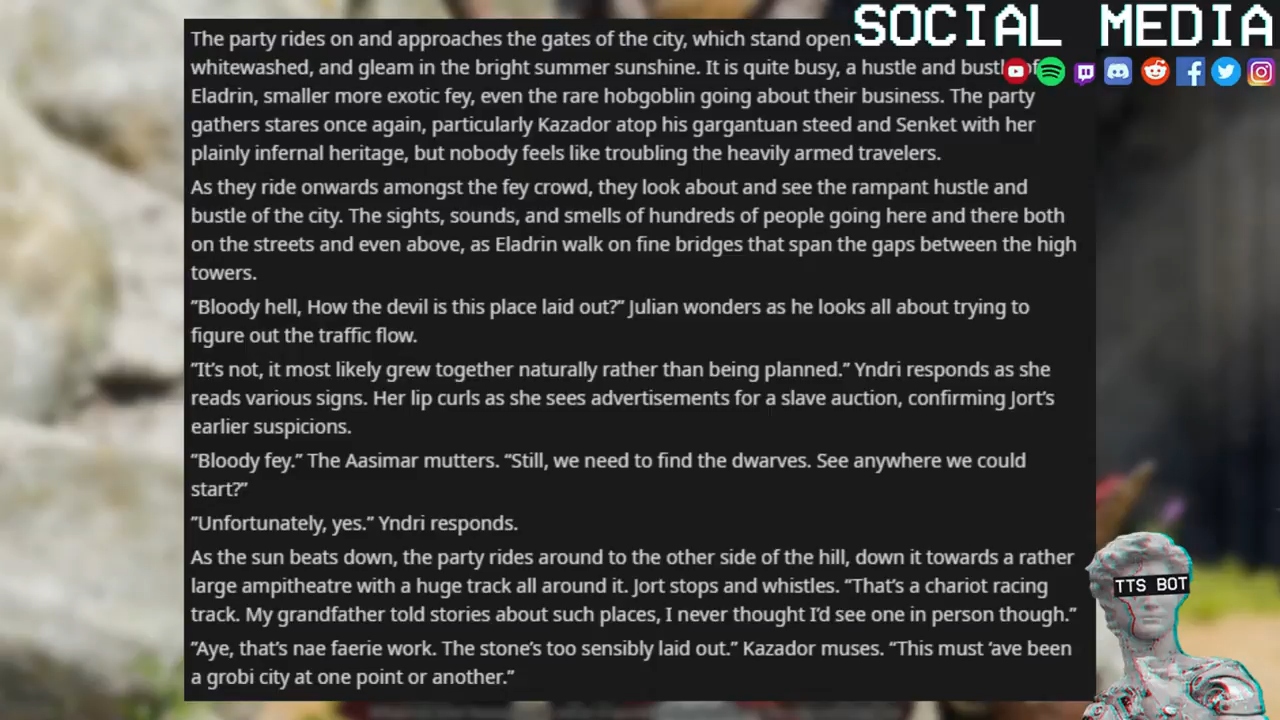 SOCIAL MEDIA
The party rides on and approaches the gates of the city, which stand open
whitewashed, and gleam in the bright summer sunshine. It is quite busy, a hustle and bustle of
Eladrin, smaller more exotic fey, even the rare hobgoblin going about their business. The party
gathers stares once again, particularly Kazador atop his gargantuan steed and Senket with her
plainly infernal heritage, but nobody feels like troubling the heavily armed travelers.
As they ride onwards amongst the fey crowd, they look about and see the rampant hustle and
bustle of the city. The sights, sounds, and smells of hundreds of people going here and there both
on the streets and even above, as Eladrin walk on fine bridges that span the gaps between the high
towers.
“Bloody hell, How the devil is this place laid out?” Julian wonders as he looks all about trying to
figure out the traffic flow.
“It’s not, it most likely grew together naturally rather than being planned.” Yndri responds as she
reads various signs. Her lip curls as she sees advertisements for a slave auction, confirming Jort’s
earlier suspicions.
“Bloody fey.” The Aasimar mutters. “Still, we need to find the dwarves. See anywhere we could
start?”
“Unfortunately, yes.” Yndri responds.
As the sun beats down, the party rides around to the other side of the hill, down it towards a rather
large ampitheatre with a huge track all around it. Jort stops and whistles. “That’s a chariot racing
track. My grandfather told stories about such places, I never thought I’d see one in person though.”
“Aye, that’s nae faerie work. The stone’s too sensibly laid out.” Kazador muses. “This must ‘ave been
a grobi city at one point or another.”
TTS BOT